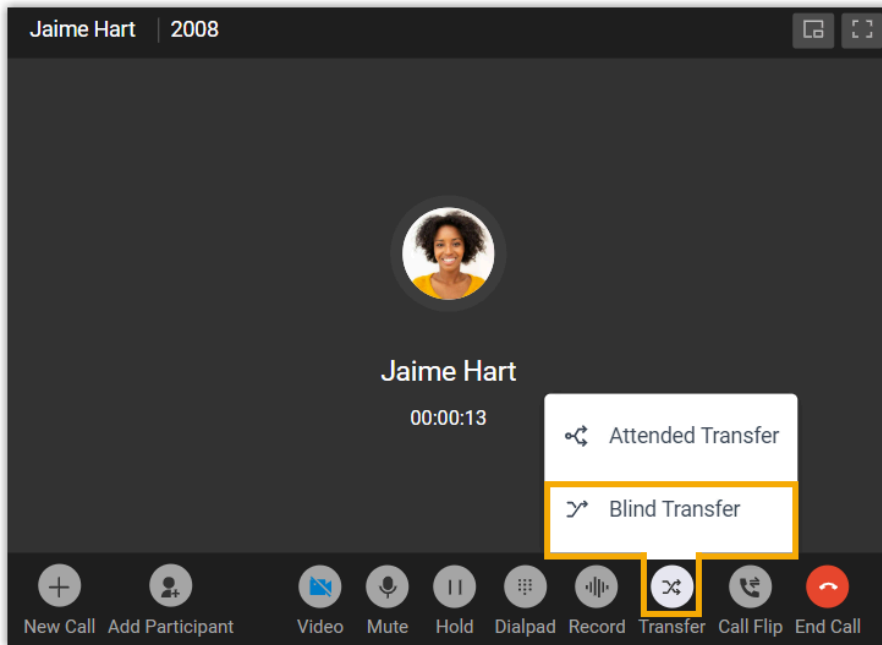 Jaime Hart 2008
Jaime Hart
00:00:13
Attended Transfer
Blind Transfer
New Call Add Participant Video Mute Hold Dialpad Record Transfer Call Flip End Call